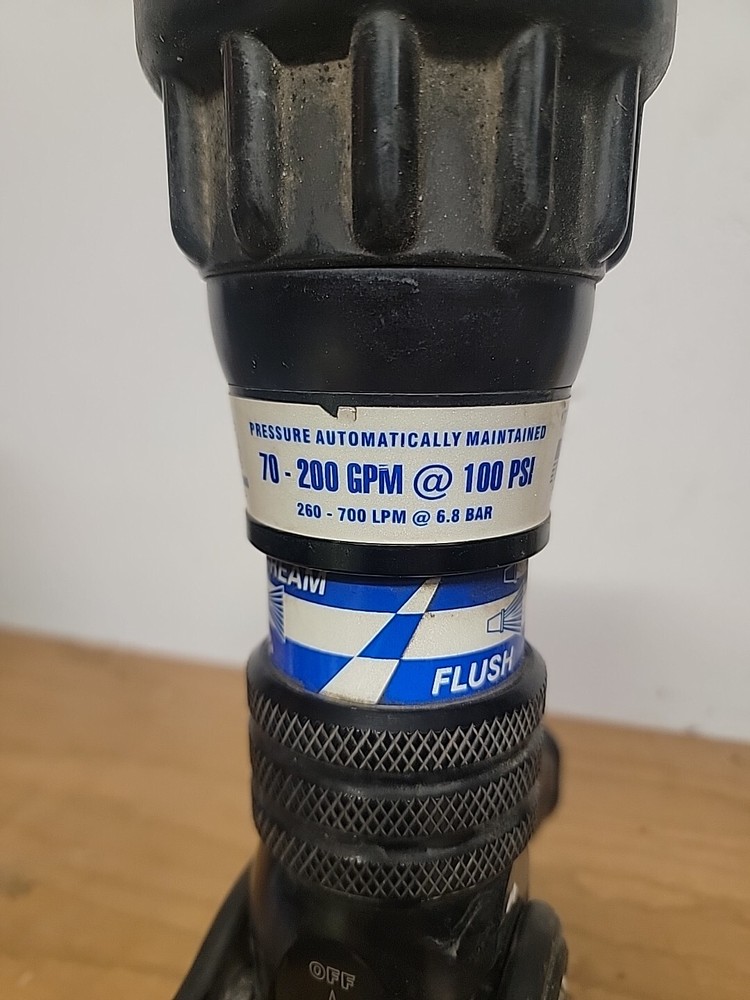 PRESSURE AUTOMATICALLY MAINTAINED
70 - 200 GPM @ 100 PSI
260 - 700 LPM @ 6.8 BAR
FLUSH
OFF